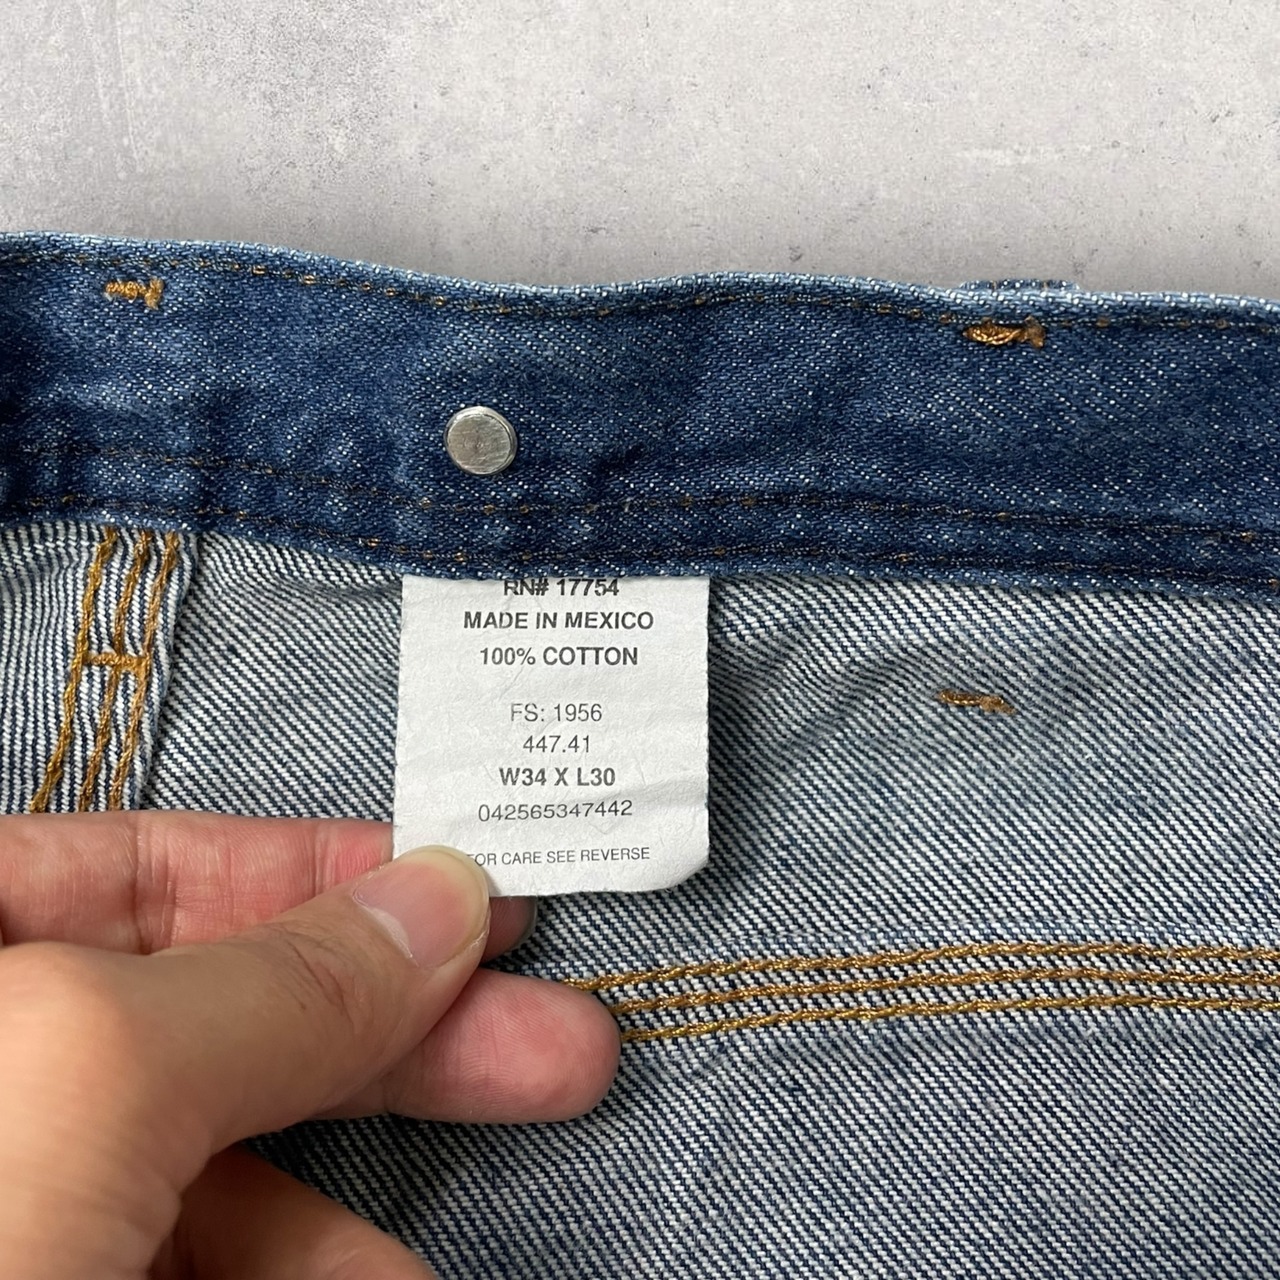 RN# 17754
MADE IN MEXICO
100% COTTON
FS: 1956
447.41
W34 X L30
042565347442
FOR CARE SEE REVERSE